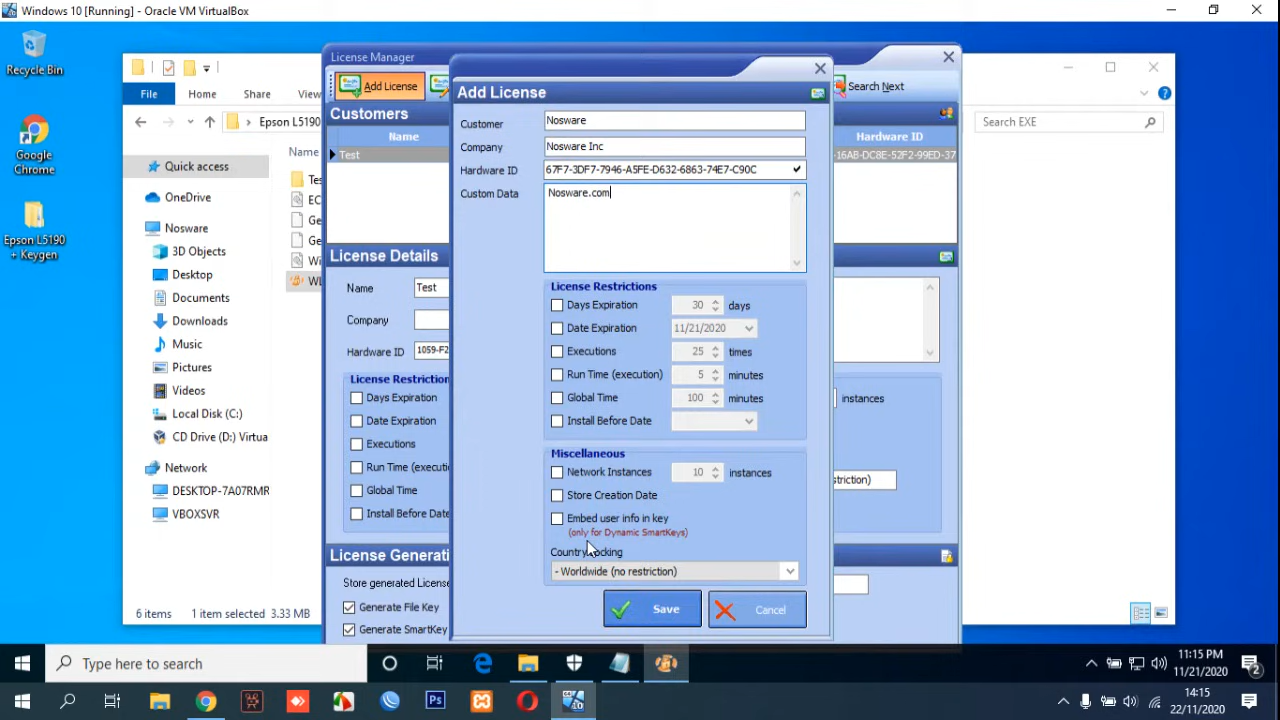 Windows 10 [Running] - Oracle VM VirtualBox
Recycle Bin
Google
Chrome
Epson L5190
+ Keygen
File
Home
Share
View
Epson L5190
Search EXE
Quick access
OneDrive
Nosware
3D Objects
Desktop
Documents
Downloads
Music
Pictures
Videos
Local Disk (C:)
CD Drive (D:) Virtua
Network
DESKTOP-7A07RMR
VBOXSVR
Name
Tes
EC
Ge
Ge
Wi
WL
6 items
1 item selected 3.33 MB
License Manager
Add License
Search Next
Customers
Name
Hardware ID
Test
-16AB-DC8E-52F2-99ED-37
License Details
Name
Test
Company
Hardware ID
1059-F2
License Restriction
Days Expiration
Date Expiration
Executions
Run Time (executi
Global Time
Install Before Date
instances
striction)
License Generati
Store generated License
Generate File Key
Generate SmartKey
Add License
Customer
Nosware
Company
Nosware Inc
Hardware ID
67F7-3DF7-7946-A5FE-D632-6863-74E7-C90C
Custom Data
Nosware.com
License Restrictions
Days Expiration 30 days
Date Expiration 11/21/2020
Executions 25 times
Run Time (execution) 5 minutes
Global Time 100 minutes
Install Before Date
Miscellaneous
Network Instances 10 instances
Store Creation Date
Embed user info in key
(only for Dynamic SmartKeys)
Country Locking
- Worldwide (no restriction)
Save
Cancel
Type here to search
11:15 PM
11/21/2020
2
Ps
14:15
22/11/2020